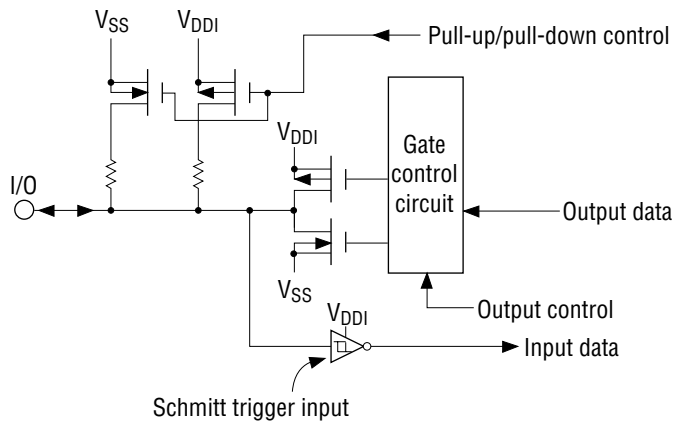 VSS VDDI
Pull-up/pull-down control
VDDI
Gate
control
circuit
I/O
Output data
VSS
Output control
VDDI
Input data
Schmitt trigger input